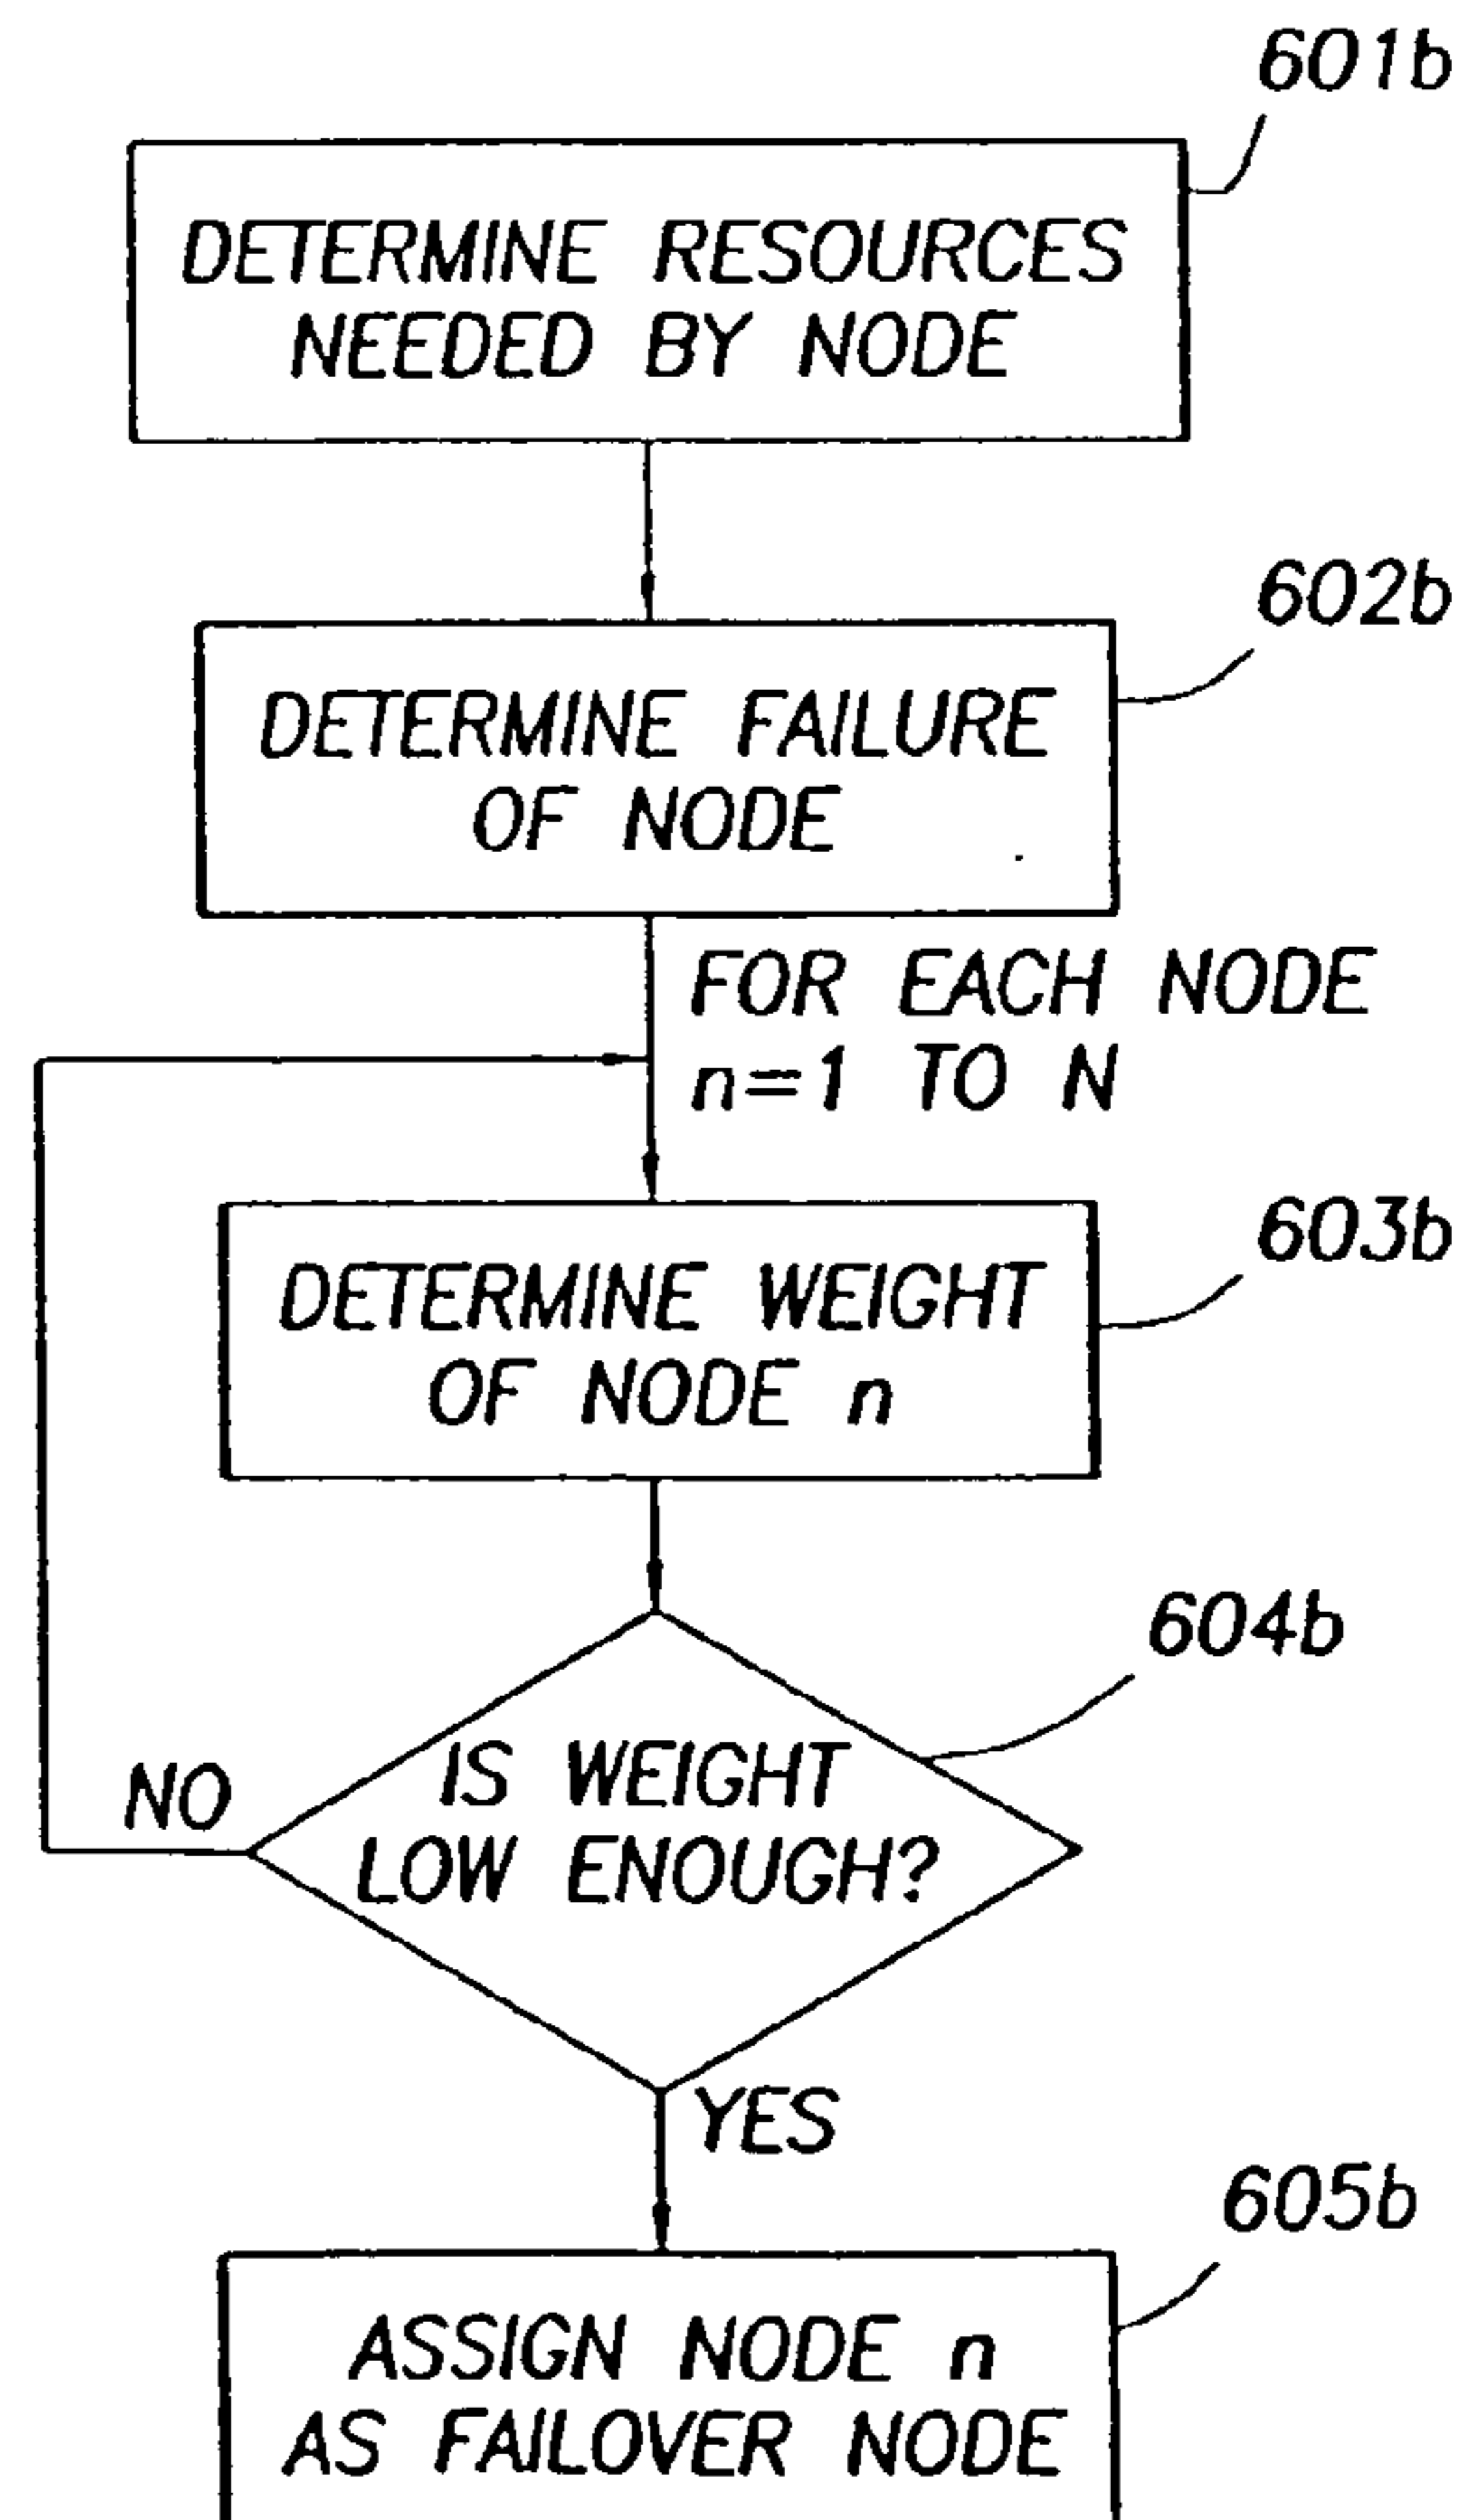 601b
DETERMINE RESOURCES
NEEDED BY NODE
602b
DETERMINE FAILURE
OF NODE
FOR EACH NODE
n=1 TO N
603b
DETERMINE WEIGHT
OF NODE n
604b
IS WEIGHT
LOW ENOUGH?
NO
YES
605b
ASSIGN NODE n
AS FAILOVER NODE